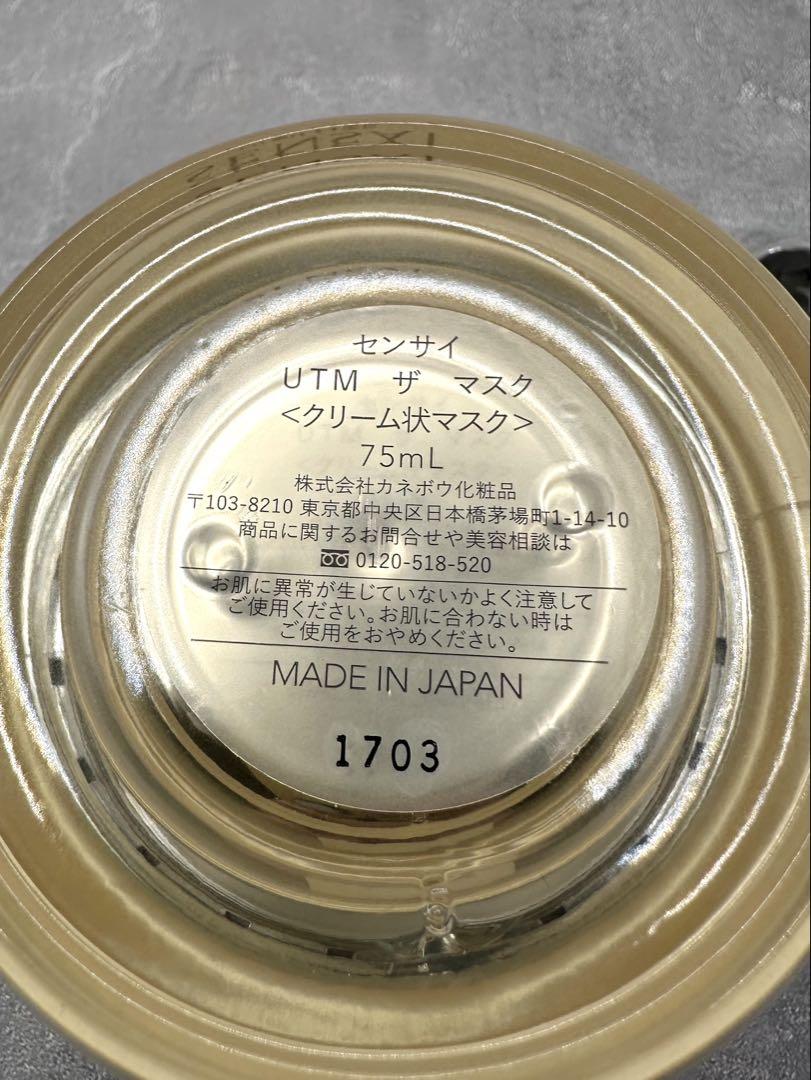 SENSAI
センサイ
UTM ザ マスク
<クリーム状マスク>
75mL
株式会社カネボウ化粧品
〒103-8210 東京都中央区日本橋茅場町1-14-10
商品に関するお問合せや美容相談は
0120-518-520
お肌に異常が生じていないかよく注意して
ご使用ください。お肌に合わない時は
ご使用をおやめください。
MADE IN JAPAN
1703